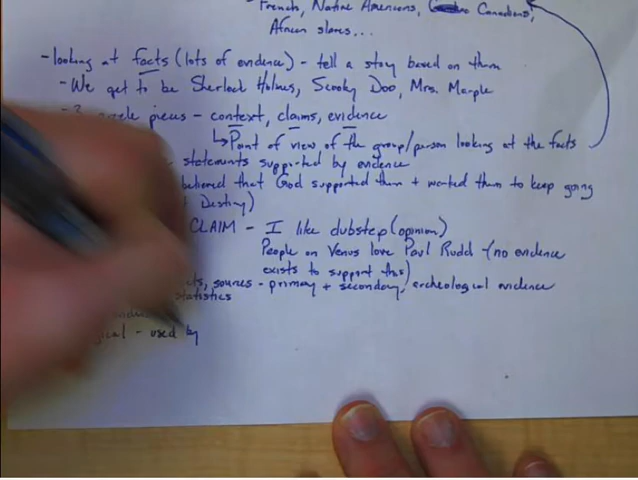 French, Native Americans, Canadians,
African slaves...
-looking at facts (lots of evidence) - tell a story based on them
-We get to be Sherlock Holmes, Scooby Doo, Mrs. Marple
pieces - context, claims, evidence
↳Point of view of the group/person looking at the facts
statements supported by evidence
believed that God supported them + wanted them to keep going
Destiny)
CLAIM - I like dubstep (opinion)
People on Venus love Paul Rudd - (no evidence
exists to support this)
sources - primary + secondary, archeological evidence
statistics
- used by